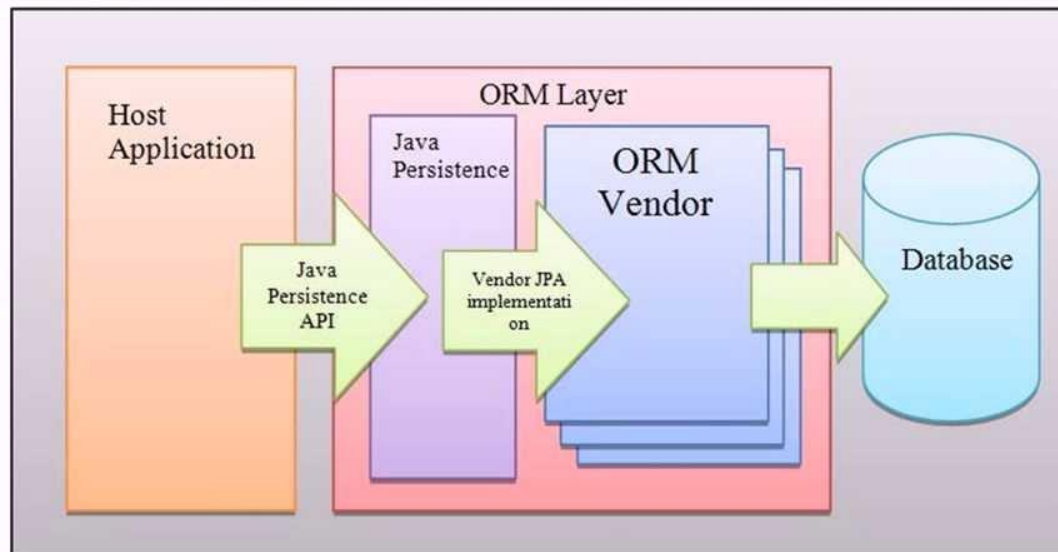 Host
Application
ORM Layer
Java
Persistence
ORM
Vendor
Java
Persistence
API
Vendor JPA
implementati
on
Database